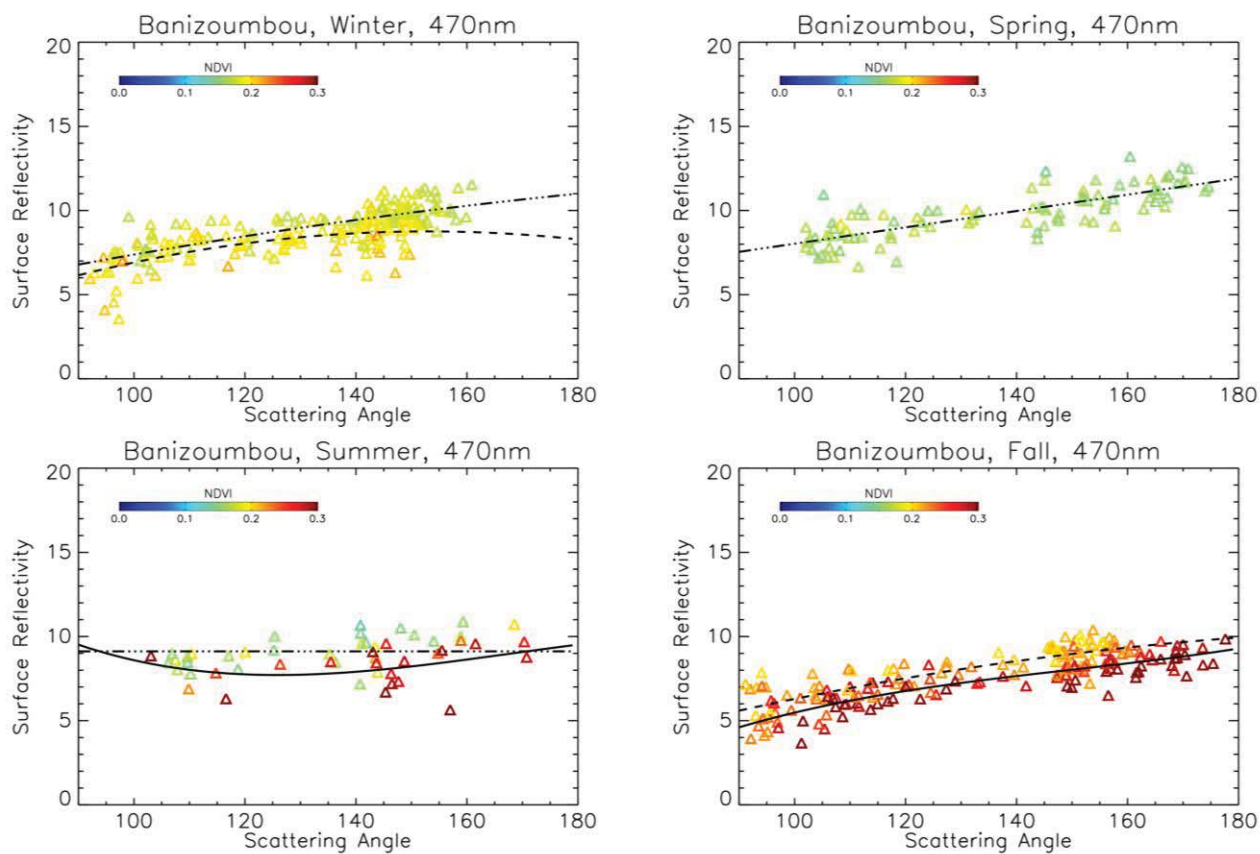 Banizoumbou, Winter, 470nm
20
15
10
5
0
Surface Reflectivity
NDVI
0.0 0.1 0.2 0.3
100 120 140 160 180
Scattering Angle
Banizoumbou, Spring, 470nm
20
15
10
5
0
Surface Reflectivity
NDVI
0.0 0.1 0.2 0.3
100 120 140 160 180
Scattering Angle
Banizoumbou, Summer, 470nm
20
15
10
5
0
Surface Reflectivity
NDVI
0.0 0.1 0.2 0.3
100 120 140 160 180
Scattering Angle
Banizoumbou, Fall, 470nm
20
15
10
5
0
Surface Reflectivity
NDVI
0.0 0.1 0.2 0.3
100 120 140 160 180
Scattering Angle